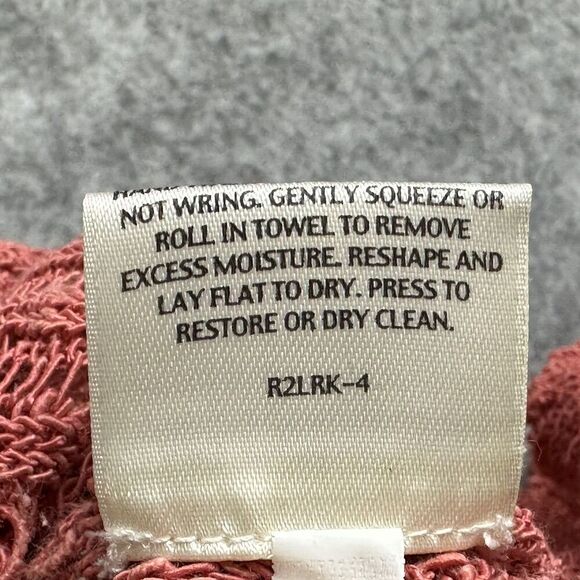 NOT WRING. GENTLY SQUEEZE OR
ROLL IN TOWEL TO REMOVE
EXCESS MOISTURE. RESHAPE AND
LAY FLAT TO DRY. PRESS TO
RESTORE OR DRY CLEAN.
R2LRK-4